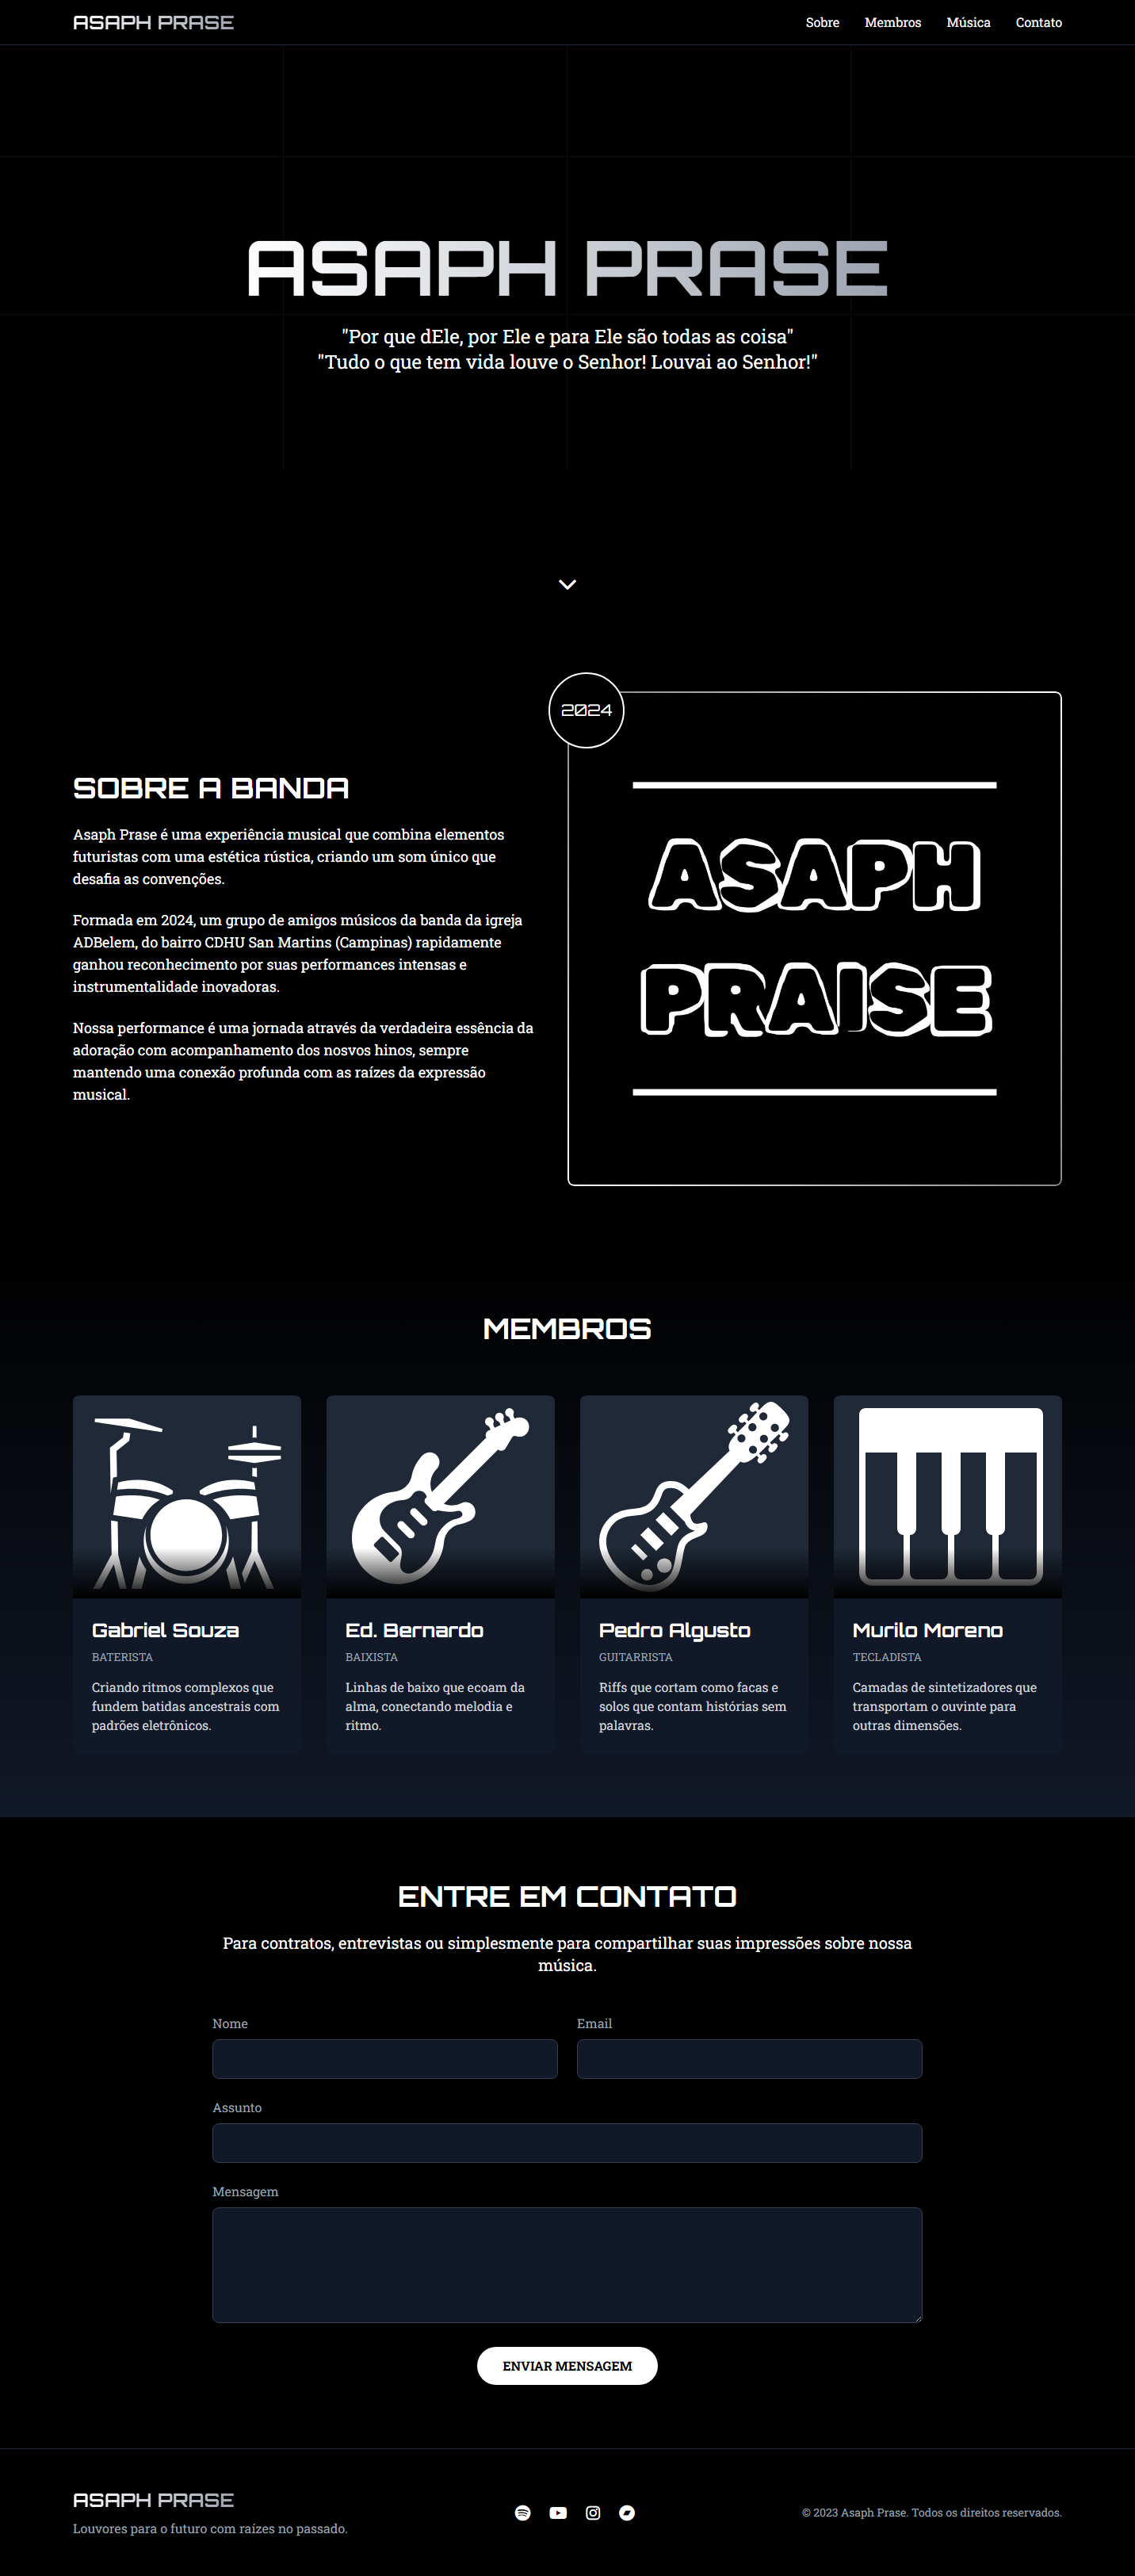 ASAPH PRASE
Sobre Membros Música Contato
ASAPH PRASE
"Por que dEle, por Ele e para Ele são todas as coisa"
"Tudo o que tem vida louve o Senhor! Louvai ao Senhor!"
SOBRE A BANDA
Asaph Prase é uma experiência musical que combina elementos
futuristas com uma estética rústica, criando um som único que
desafia as convenções.
Formada em 2024, um grupo de amigos músicos da banda da igreja
ADBelem, do bairro CDHU San Martins (Campinas) rapidamente
ganhou reconhecimento por suas performances intensas e
instrumentalidade inovadoras.
Nossa performance é uma jornada através da verdadeira essência da
adoração com acompanhamento dos nosvos hinos, sempre
mantendo uma conexão profunda com as raízes da expressão
musical.
2024
ASAPH
PRAISE
MEMBROS
Gabriel Souza
BATERISTA
Criando ritmos complexos que
fundem batidas ancestrais com
padrões eletrônicos.
Ed. Bernardo
BAIXISTA
Linhas de baixo que ecoam da
alma, conectando melodia e
ritmo.
Pedro Algusto
GUITARRISTA
Riffs que cortam como facas e
solos que contam histórias sem
palavras.
Murilo Moreno
TECLADISTA
Camadas de sintetizadores que
transportam o ouvinte para
outras dimensões.
ENTRE EM CONTATO
Para contratos, entrevistas ou simplesmente para compartilhar suas impressões sobre nossa
música.
Nome
Email
Assunto
Mensagem
ENVIAR MENSAGEM
ASAPH PRASE
Louvores para o futuro com raízes no passado.
© 2023 Asaph Prase. Todos os direitos reservados.